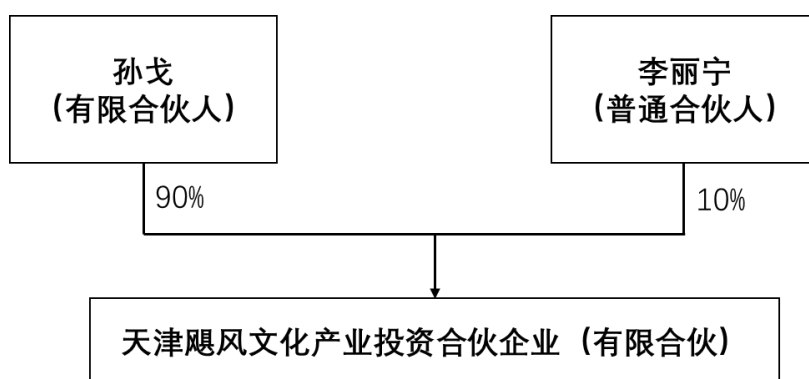 孙戈
（有限合伙人）
李丽宁
（普通合伙人）
90%
10%
天津飓风文化产业投资合伙企业（有限合伙）